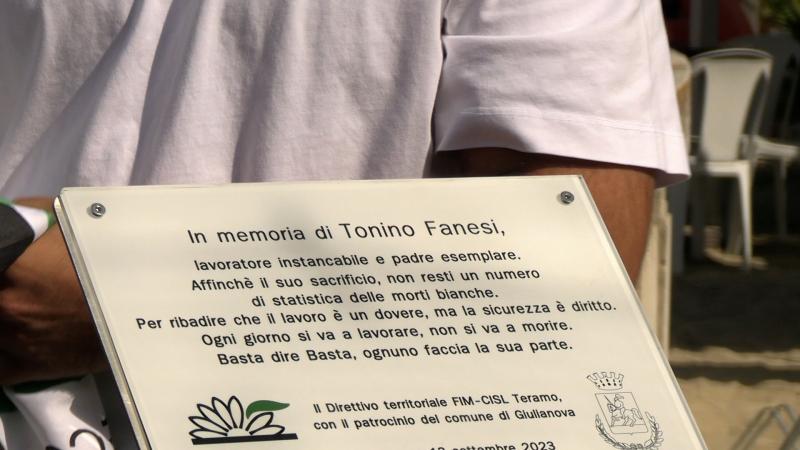 In memoria di Tonino Fanesi,
lavoratore instancabile e padre esemplare.
Affinchè il suo sacrificio, non resti un numero
di statistica delle morti bianche.
Per ribadire che il lavoro è un dovere, ma la sicurezza è diritto.
Ogni giorno si va a lavorare, non si va a morire.
Basta dire Basta, ognuno faccia la sua parte.
Il Direttivo territoriale FIM-CISL Teramo,
con il patrocinio del comune di Giulianova
settembre 2023